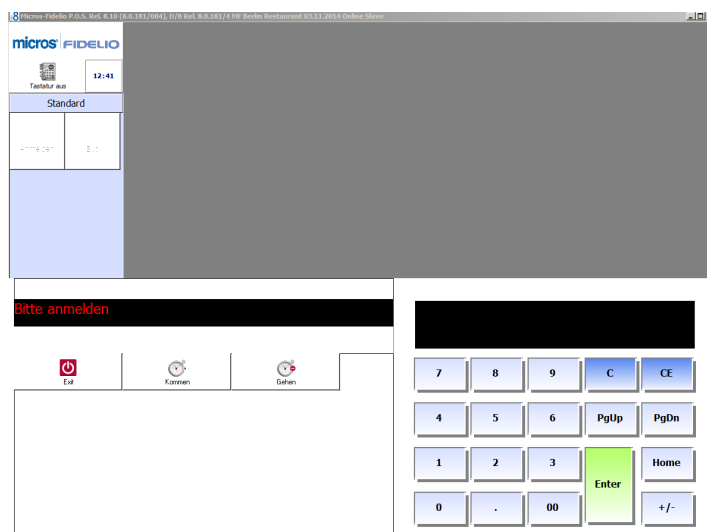 Micros-Fidelio P.O.S. Rel. 8.10 (8.0.181/004), D/B Rel. 8.0.181/4 MF Berlin Restaurant 03.11.2014 Online Slave
micros FIDELIO
Tastatur aus
12:41
Standard
Bitte anmelden
Exit
Kommen
Gehen
7 8 9 C CE
4 5 6 PgUp PgDn
1 2 3 Enter Home
0 . 00 +/-